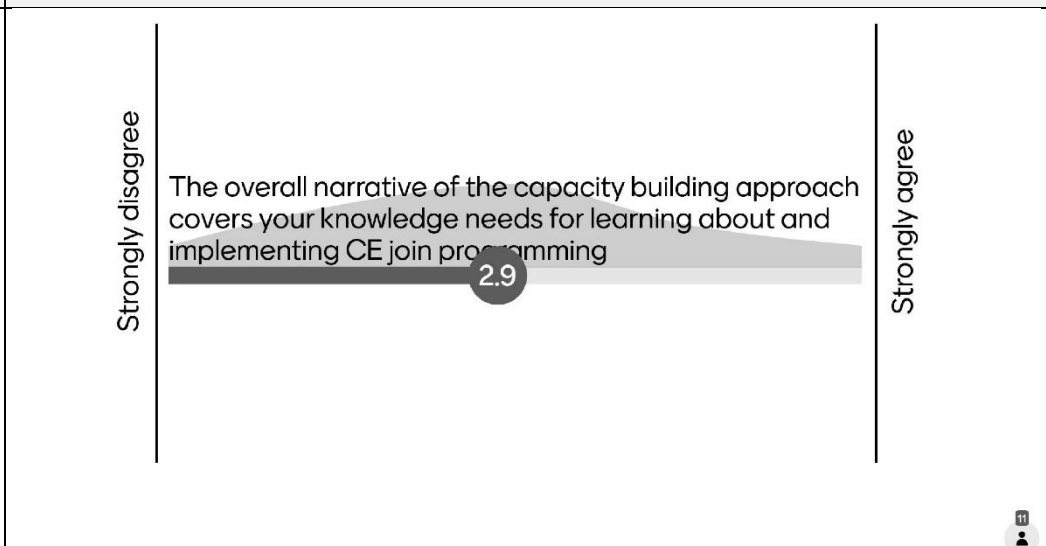 Strongly disagree
The overall narrative of the capacity building approach
covers your knowledge needs for learning about and
implementing CE join programming
2.9
Strongly agree
11